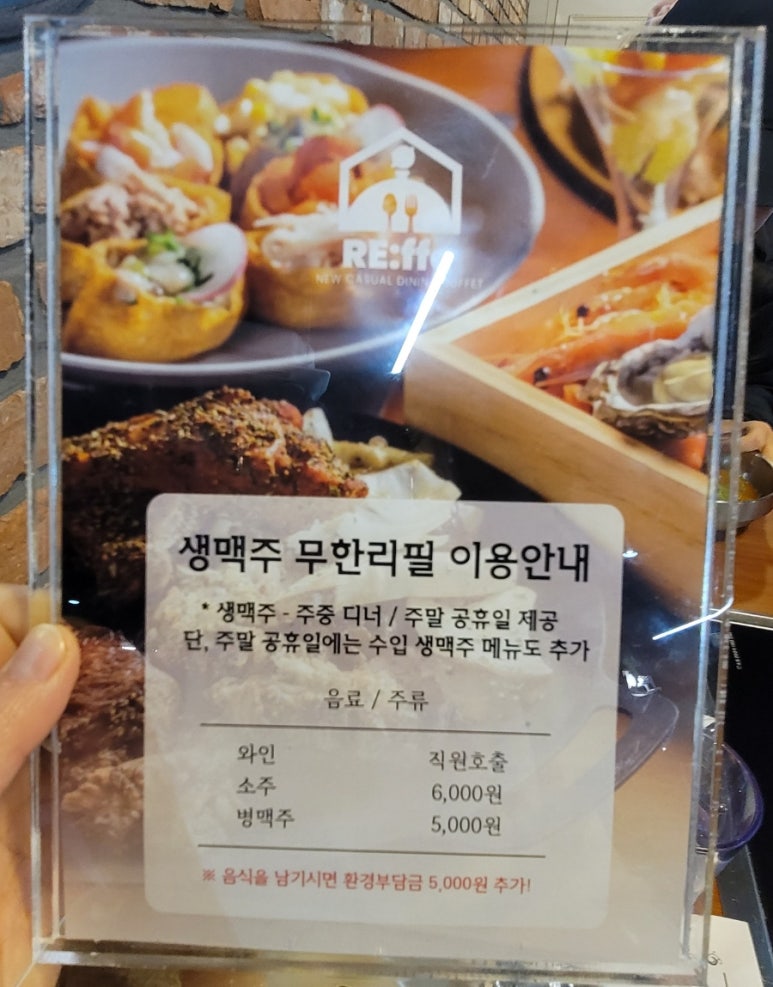 RE:ff
NEW CASUAL DINING BUFFET
생맥주 무한리필 이용안내
* 생맥주 - 주중 디너 / 주말 공휴일 제공
단, 주말 공휴일에는 수입 생맥주 메뉴도 추가
음료 / 주류
와인 직원호출
소주 6,000원
병맥주 5,000원
※ 음식을 남기시면 환경부담금 5,000원 추가!